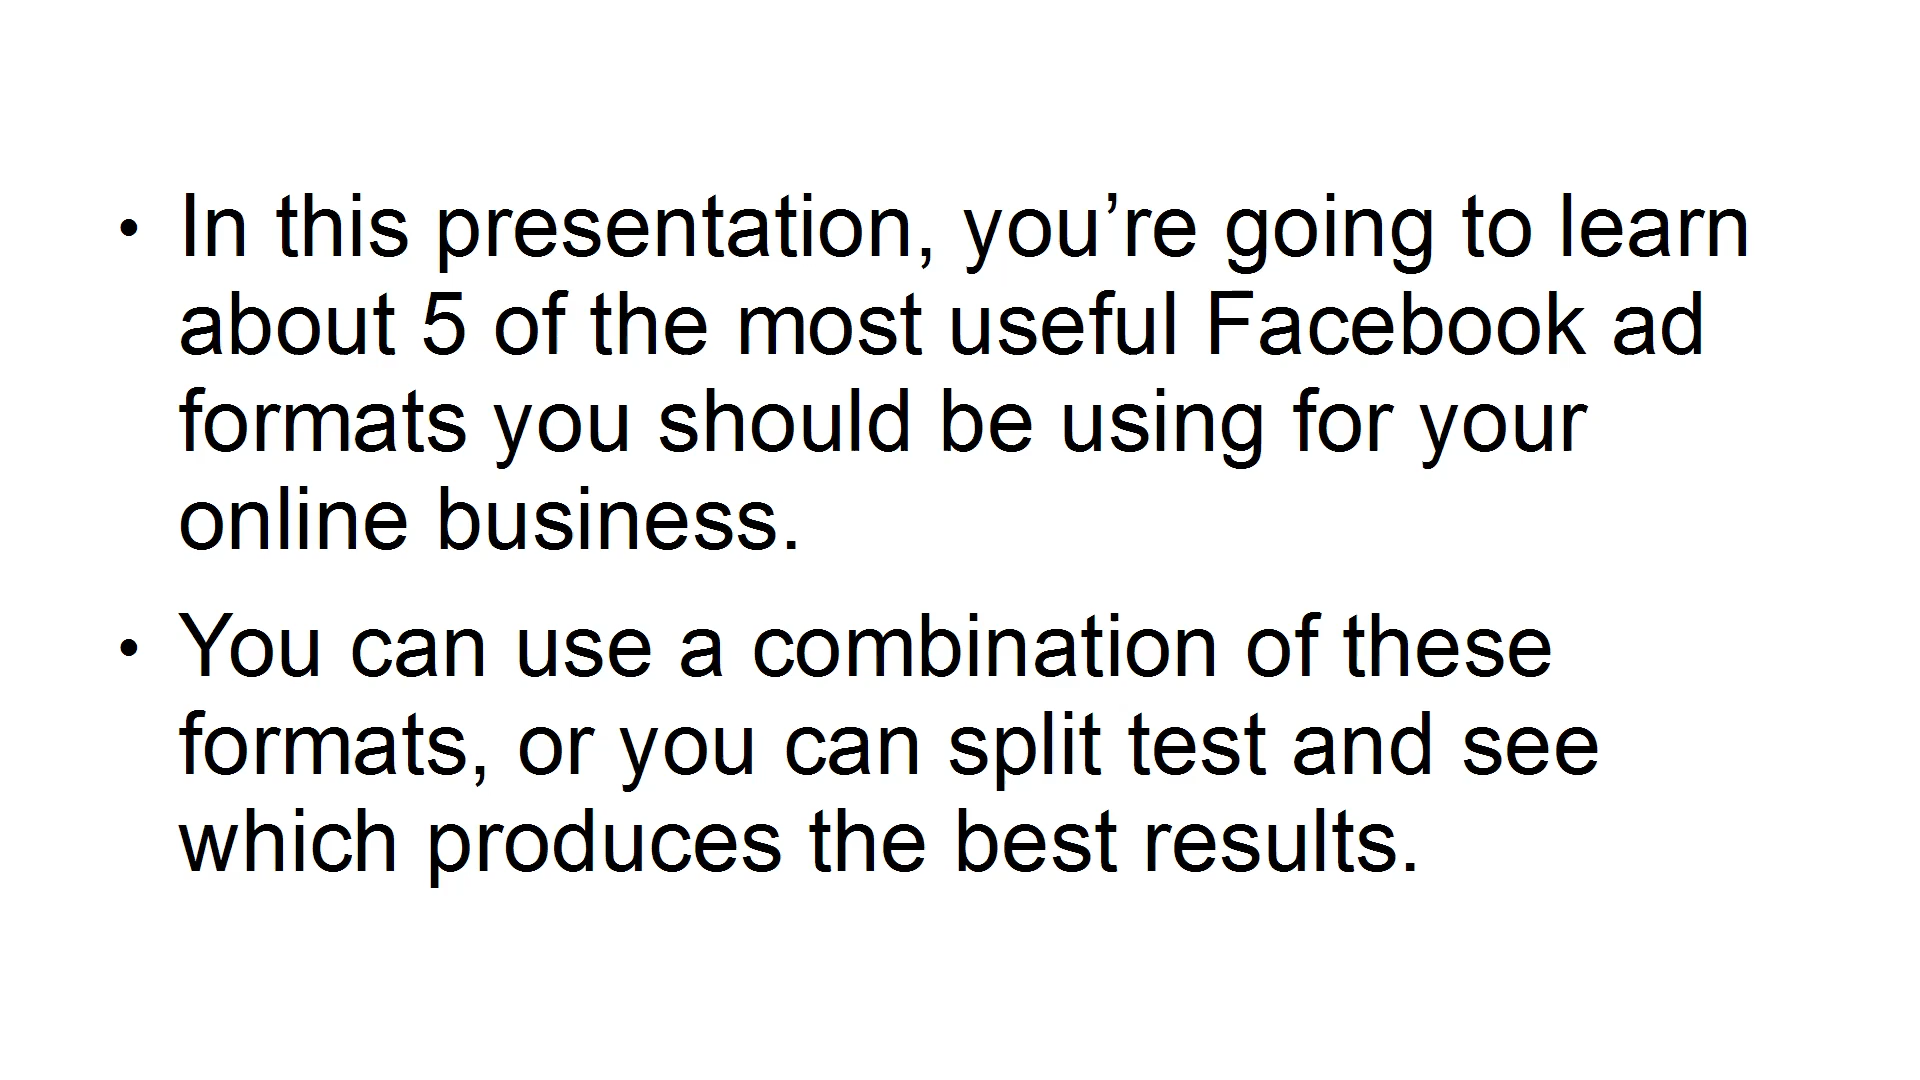 • In this presentation, you’re going to learn
about 5 of the most useful Facebook ad
formats you should be using for your
online business.
• You can use a combination of these
formats, or you can split test and see
which produces the best results.